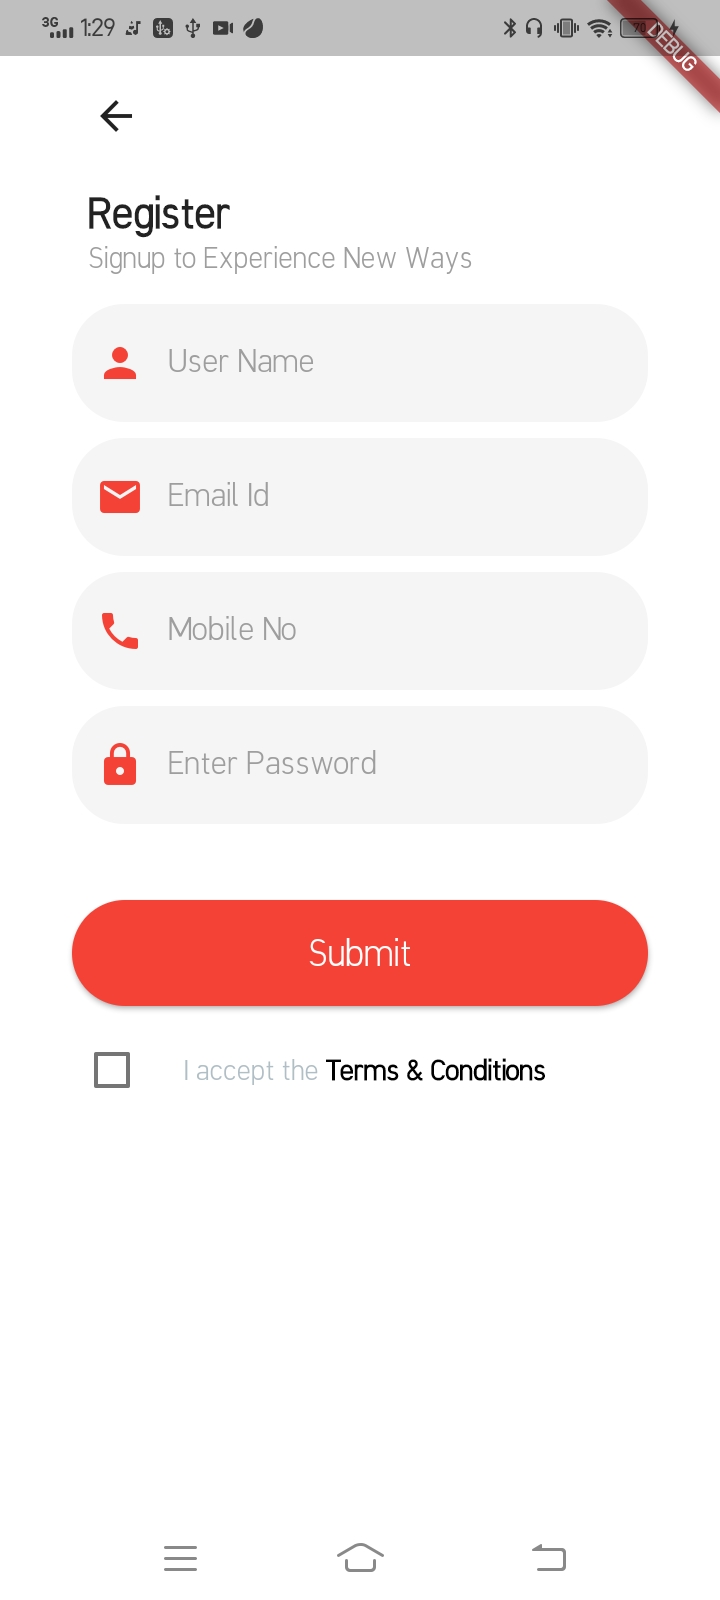 3G 1:29 70
DEBUG
Register
Signup to Experience New Ways
User Name
Email Id
Mobile No
Enter Password
Submit
I accept the Terms & Conditions